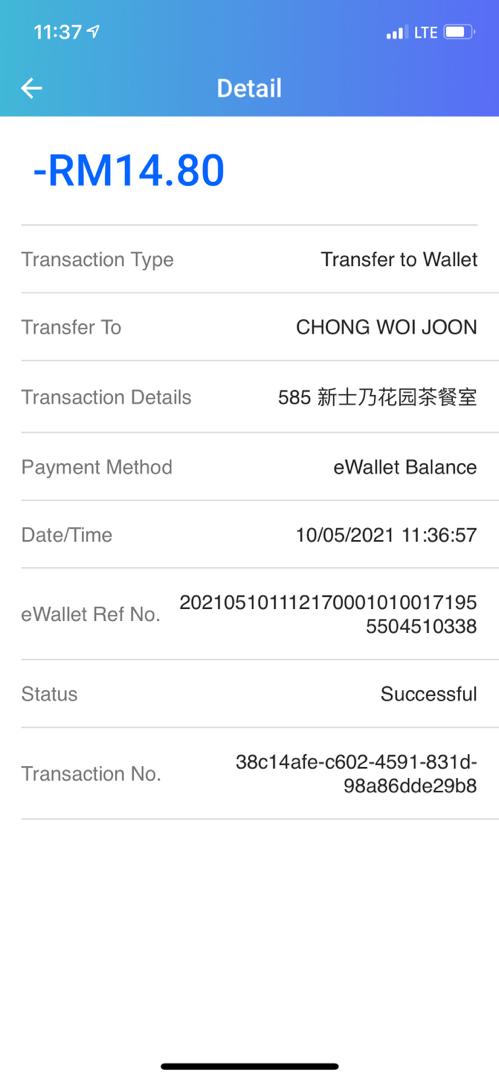 11:37
LTE
Detail
-RM14.80
Transaction Type Transfer to Wallet
Transfer To CHONG WOI JOON
Transaction Details 585 新士乃花园茶餐室
Payment Method eWallet Balance
Date/Time 10/05/2021 11:36:57
eWallet Ref No. 202105101112170001010017195
5504510338
Status Successful
Transaction No. 38c14afe-c602-4591-831d-
98a86dde29b8